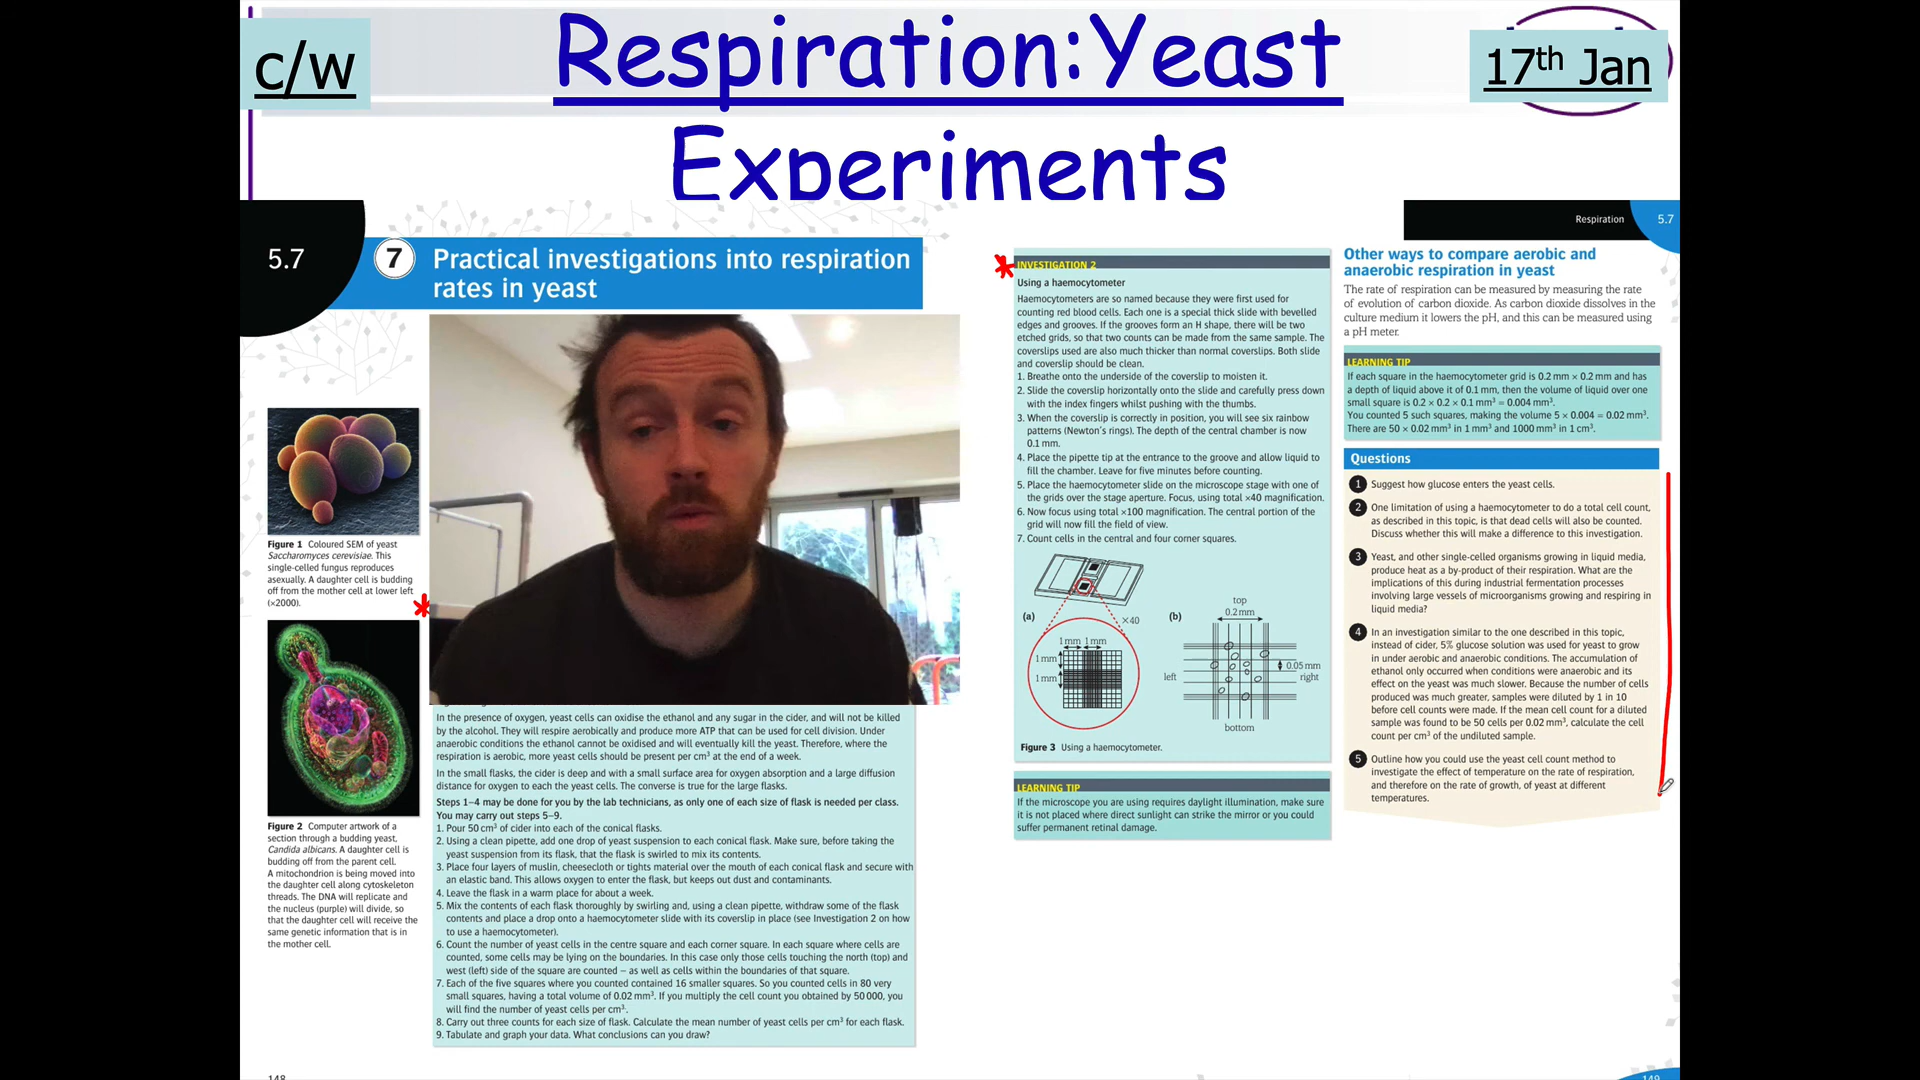 c/w
Respiration:Yeast
Experiments
17th Jan
5.7
7
Practical investigations into respiration
rates in yeast
Figure 1 Coloured SEM of yeast
Saccharomyces cerevisiae. This
single-celled fungus reproduces
asexually. A daughter cell is budding
off from the mother cell at lower left
(×2000).
Figure 2 Computer artwork of a
section through a budding yeast,
Candida albicans. A daughter cell is
budding off from the parent cell.
A mitochondrion is being moved into
the daughter cell along cytoskeleton
threads. The DNA will replicate and
the nucleus (purple) will divide, so
that the daughter cell will receive the
same genetic information that is in
the mother cell.
In the presence of oxygen, yeast cells can oxidise the ethanol and any sugar in the cider, and will not be killed
by the alcohol. They will respire aerobically and produce more ATP that can be used for cell division. Under
anaerobic conditions the ethanol cannot be oxidised and will eventually kill the yeast. Therefore, where the
respiration is aerobic, more yeast cells should be present per cm³ at the end of a week.
In the small flasks, the cider is deep and with a small surface area for oxygen absorption and a large diffusion
distance for oxygen to each the yeast cells. The converse is true for the large flasks.
Steps 1–4 may be done for you by the lab technicians, as only one of each size of flask is needed per class.
You may carry out steps 5–9.
1. Pour 50 cm³ of cider into each of the conical flasks.
2. Using a clean pipette, add one drop of yeast suspension to each conical flask. Make sure, before taking the
yeast suspension from its flask, that the flask is swirled to mix its contents.
3. Place four layers of muslin, cheesecloth or tights material over the mouth of each conical flask and secure with
an elastic band. This allows oxygen to enter the flask, but keeps out dust and contaminants.
4. Leave the flask in a warm place for about a week.
5. Mix the contents of each flask thoroughly by swirling and, using a clean pipette, withdraw some of the flask
contents and place a drop onto a haemocytometer slide with its coverslip in place (see Investigation 2 on how
to use a haemocytometer).
6. Count the number of yeast cells in the centre square and each corner square. In each square where cells are
counted, some cells may be lying on the boundaries. In this case only those cells touching the north (top) and
west (left) side of the square are counted – as well as cells within the boundaries of that square.
7. Each of the five squares where you counted contained 16 smaller squares. So you counted cells in 80 very
small squares, having a total volume of 0.02 mm³. If you multiply the cell count you obtained by 50 000, you
will find the number of yeast cells per cm³.
8. Carry out three counts for each size of flask. Calculate the mean number of yeast cells per cm³ for each flask.
9. Tabulate and graph your data. What conclusions can you draw?
148
INVESTIGATION 2
Using a haemocytometer
Haemocytometers are so named because they were first used for
counting red blood cells. Each one is a special thick slide with bevelled
edges and grooves. If the grooves form an H shape, there will be two
etched grids, so that two counts can be made from the same sample. The
coverslips used are also much thicker than normal coverslips. Both slide
and coverslip should be clean.
1. Breathe onto the underside of the coverslip to moisten it.
2. Slide the coverslip horizontally onto the slide and carefully press down
with the index fingers whilst pushing with the thumbs.
3. When the coverslip is correctly in position, you will see six rainbow
patterns (Newton's rings). The depth of the central chamber is now
0.1 mm.
4. Place the pipette tip at the entrance to the groove and allow liquid to
fill the chamber. Leave for five minutes before counting.
5. Place the haemocytometer slide on the microscope stage with one of
the grids over the stage aperture. Focus, using total ×40 magnification.
6. Now focus using total ×100 magnification. The central portion of the
grid will now fill the field of view.
7. Count cells in the central and four corner squares.
(a)
×40
1 mm 1 mm
1 mm
1 mm
(b)
top
0.2 mm
0.05 mm
left
right
bottom
Figure 3 Using a haemocytometer.
LEARNING TIP
If the microscope you are using requires daylight illumination, make sure
it is not placed where direct sunlight can strike the mirror or you could
suffer permanent retinal damage.
Respiration 5.7
Other ways to compare aerobic and
anaerobic respiration in yeast
The rate of respiration can be measured by measuring the rate
of evolution of carbon dioxide. As carbon dioxide dissolves in the
culture medium it lowers the pH, and this can be measured using
a pH meter.
LEARNING TIP
If each square in the haemocytometer grid is 0.2 mm × 0.2 mm and has
a depth of liquid above it of 0.1 mm, then the volume of liquid over one
small square is 0.2 × 0.2 × 0.1 mm³ = 0.004 mm³.
You counted 5 such squares, making the volume 5 × 0.004 = 0.02 mm³.
There are 50 × 0.02 mm³ in 1 mm³ and 1000 mm³ in 1 cm³.
Questions
1 Suggest how glucose enters the yeast cells.
2 One limitation of using a haemocytometer to do a total cell count,
as described in this topic, is that dead cells will also be counted.
Discuss whether this will make a difference to this investigation.
3 Yeast, and other single-celled organisms growing in liquid media,
produce heat as a by-product of their respiration. What are the
implications of this during industrial fermentation processes
involving large vessels of microorganisms growing and respiring in
liquid media?
4 In an investigation similar to the one described in this topic,
instead of cider, 5% glucose solution was used for yeast to grow
in under aerobic and anaerobic conditions. The accumulation of
ethanol only occurred when conditions were anaerobic and its
effect on the yeast was much slower. Because the number of cells
produced was much greater, samples were diluted by 1 in 10
before cell counts were made. If the mean cell count for a diluted
sample was found to be 50 cells per 0.02 mm³, calculate the cell
count per cm³ of the undiluted sample.
5 Outline how you could use the yeast cell count method to
investigate the effect of temperature on the rate of respiration,
and therefore on the rate of growth, of yeast at different
temperatures.
149